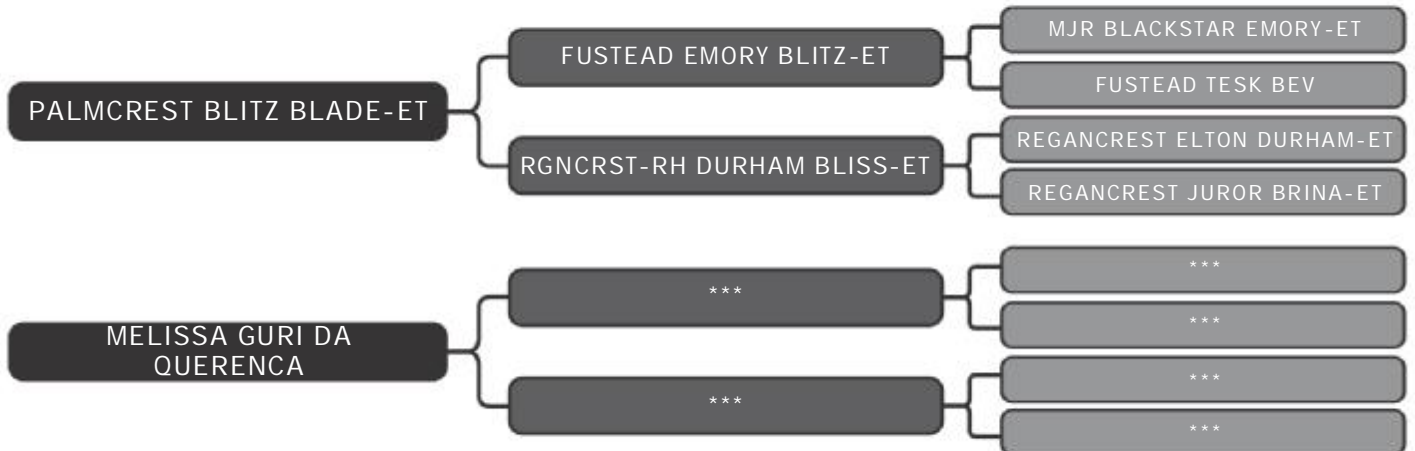 MJR BLACKSTAR EMORY-ET
FUSTEAD EMORY BLITZ-ET
FUSTEAD TESK BEV
PALMCREST BLITZ BLADE-ET
REGANCREST ELTON DURHAM-ET
RGNCRST-RH DURHAM BLISS-ET
REGANCREST JUROR BRINA-ET
***
***
***
MELISSA GURI DA
QUERENCA
***
***
***